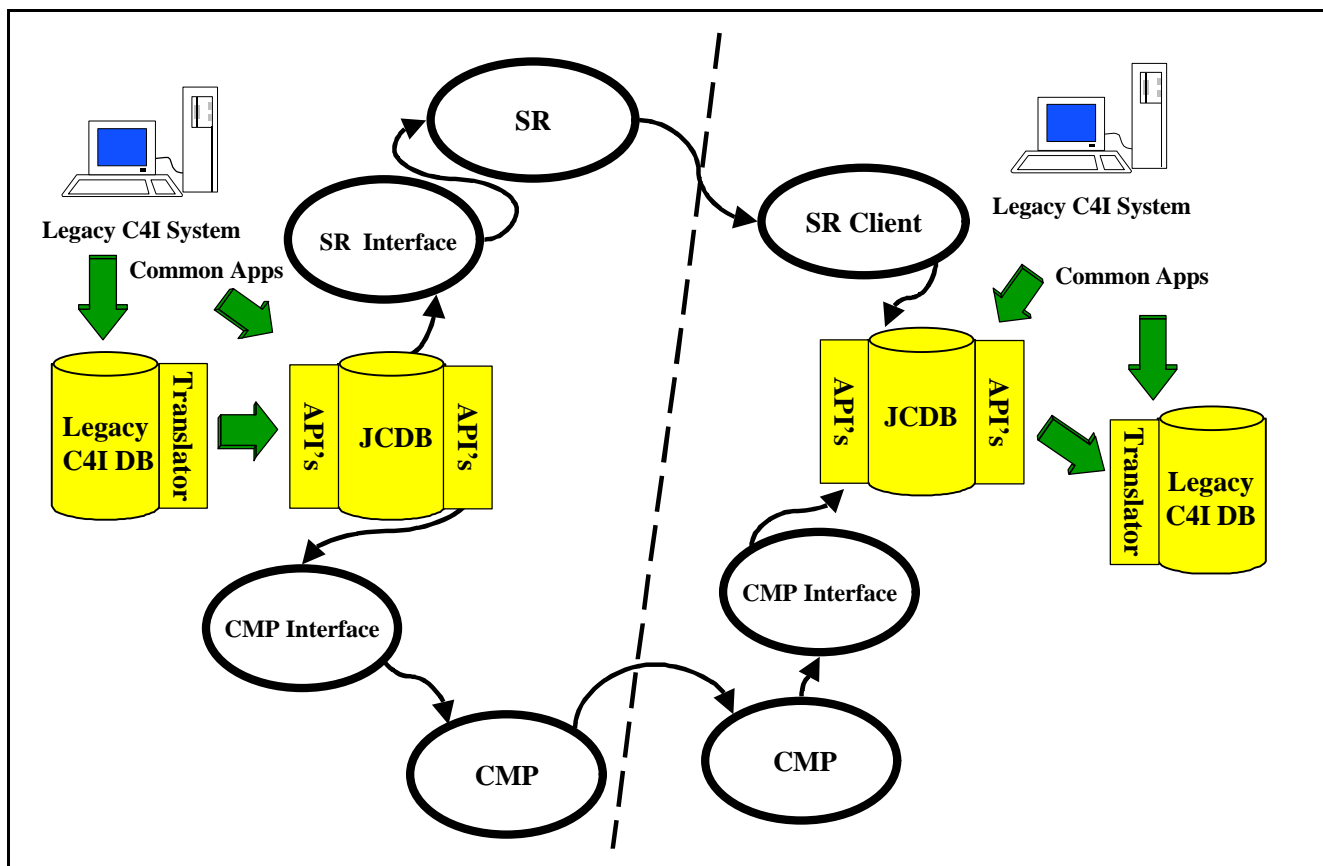 SR
SR Interface
Legacy C4I System
Common Apps
Legacy
C4I DB
Translator
API's
JCDB
API's
CMP Interface
CMP
SR Client
Legacy C4I System
Common Apps
API's
JCDB
API's
Translator
Legacy
C4I DB
CMP Interface
CMP